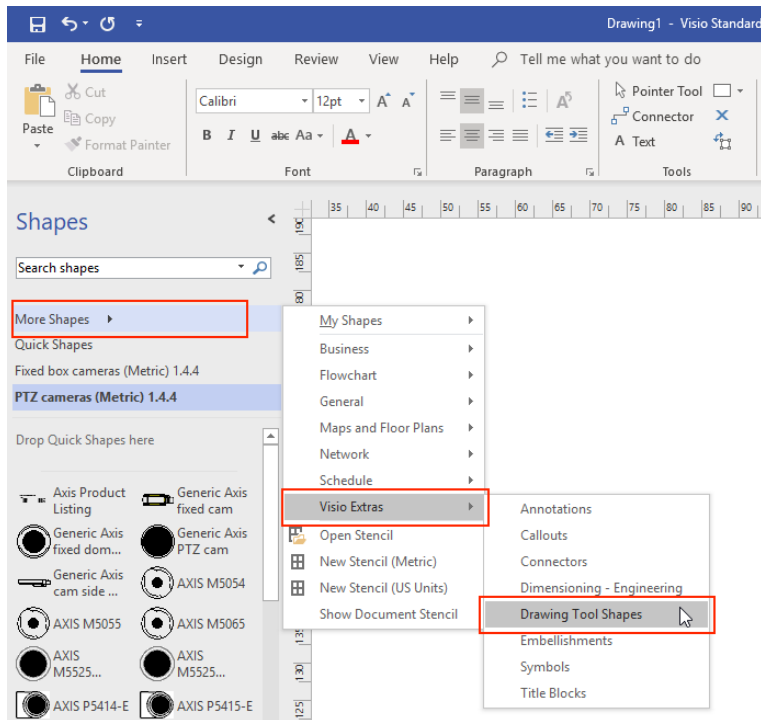 Drawing1 - Visio Standard
File Home Insert Design Review View Help Tell me what you want to do
Paste
Cut
Copy
Format Painter
Clipboard
Calibri 12pt A A
B I U abc Aa A
Font
A
Paragraph
Pointer Tool
Connector
A Text
Tools
Shapes
Search shapes
More Shapes
Quick Shapes
Fixed box cameras (Metric) 1.4.4
PTZ cameras (Metric) 1.4.4
Drop Quick Shapes here
Axis Product Listing
Generic Axis fixed cam
Generic Axis fixed dom...
Generic Axis PTZ cam
Generic Axis cam side ...
AXIS M5054
AXIS M5055
AXIS M5065
AXIS M5525...
AXIS M5525...
AXIS P5414-E
AXIS P5415-E
35 40 45 50 55 60 65 70 75 80 85 90
190
185
80
135
130
125
My Shapes
Business
Flowchart
General
Maps and Floor Plans
Network
Schedule
Visio Extras
Open Stencil
New Stencil (Metric)
New Stencil (US Units)
Show Document Stencil
Annotations
Callouts
Connectors
Dimensioning - Engineering
Drawing Tool Shapes
Embellishments
Symbols
Title Blocks